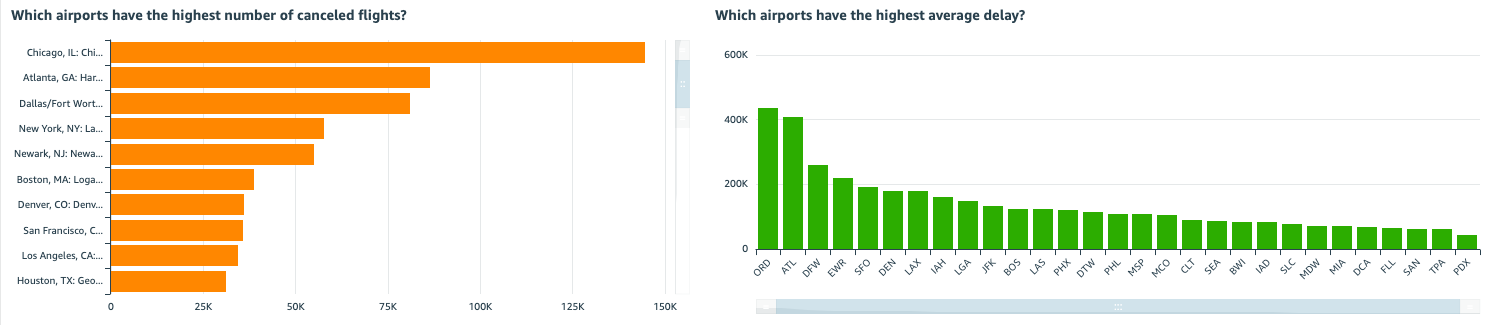 Which airports have the highest number of canceled flights?
Chicago, IL: Chi...
Atlanta, GA: Har...
Dallas/Fort Wort...
New York, NY: La...
Newark, NJ: Newa...
Boston, MA: Loga...
Denver, CO: Denv...
San Francisco, C...
Los Angeles, CA:...
Houston, TX: Geo...
0 25K 50K 75K 100K 125K 150K
Which airports have the highest average delay?
600K
400K
200K
0
ORD ATL DFW EWR SFO DEN LAX IAH LGA JFK BOS LAS PHX DTW PHL MSP MCO CLT SEA BWI IAD SLC MDW MIA DCA FLL SAN TPA PDX